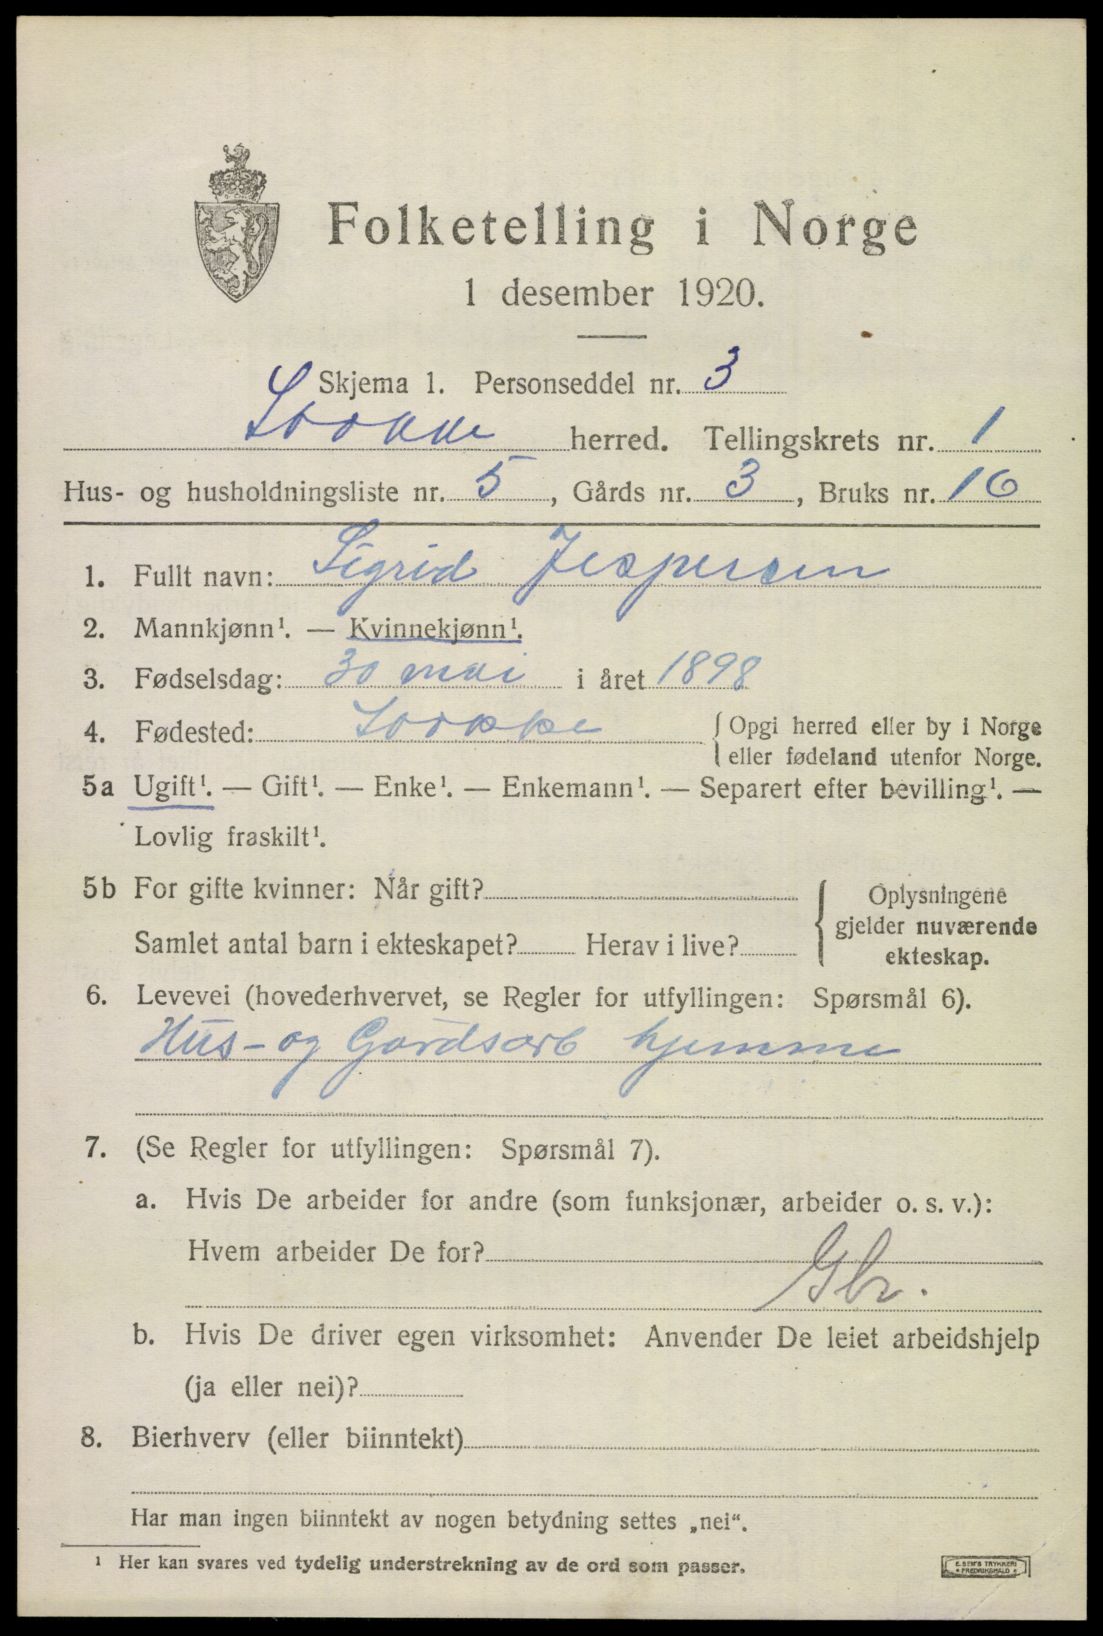 Folketelling i Norge
1 desember 1920.
Skjema 1. Personseddel nr. 3
herred. Tellingskrets nr. 1
Hus- og husholdningsliste nr. 5, Gårds nr. 3, Bruks nr. 16
1. Fullt navn: Sigrid Jespersen
2. Mannkjønn¹. — Kvinnekjønn¹.
3. Fødselsdag: 30 mai i året 1898
4. Fødested: { Opgi herred eller by i Norge
eller fødeland utenfor Norge.
5a Ugift¹. — Gift¹. — Enke¹. — Enkemann¹. — Separert efter bevilling¹. —
Lovlig fraskilt¹.
5b For gifte kvinner: Når gift? { Oplysningene
gjelder nuværende
Samlet antal barn i ekteskapet? Herav i live?
ekteskap.
6. Levevei (hovederhvervet, se Regler for utfyllingen: Spørsmål 6).
Hus- og Gårdsarb hjemme
7. (Se Regler for utfyllingen: Spørsmål 7).
a. Hvis De arbeider for andre (som funksjonær, arbeider o. s. v.):
Hvem arbeider De for?
Gbr.
b. Hvis De driver egen virksomhet: Anvender De leiet arbeidshjelp
(ja eller nei)?
8. Bierhverv (eller biinntekt)
Har man ingen biinntekt av nogen betydning settes „nei“.
¹ Her kan svares ved tydelig understrekning av de ord som passer.
E. SEM'S TRYKKERI
FREDRIKSHALD